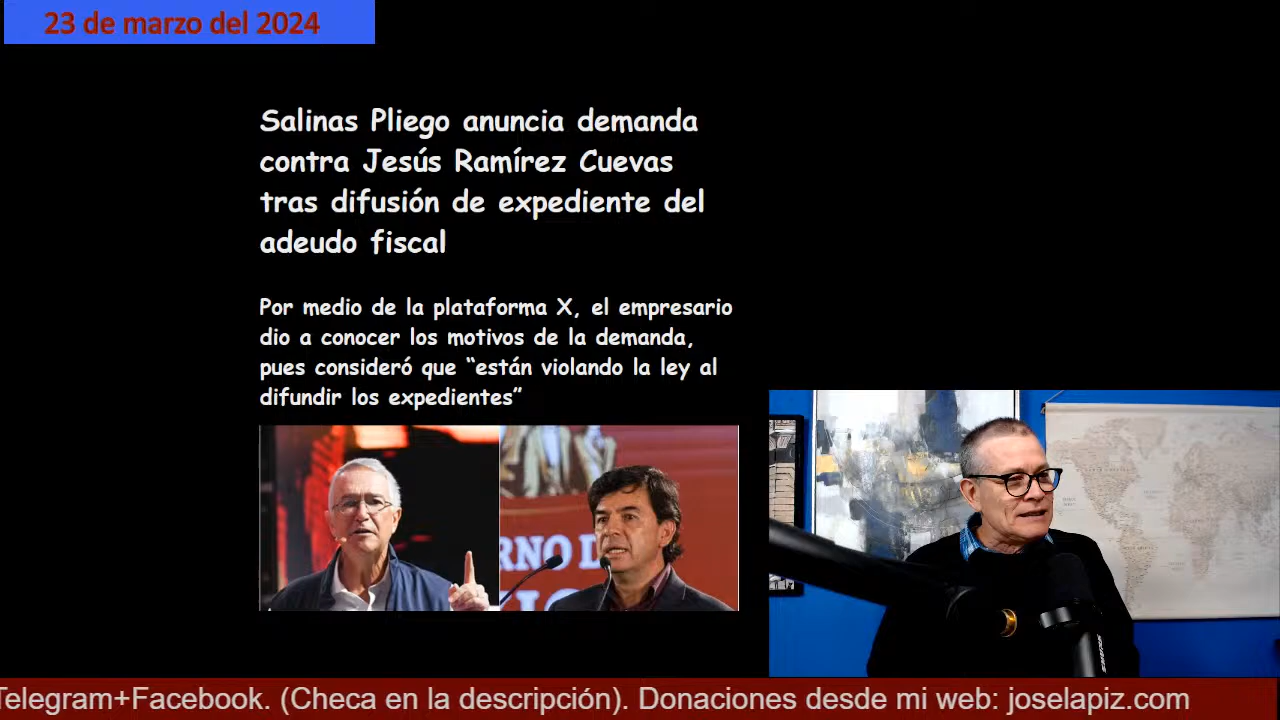 23 de marzo del 2024
Salinas Pliego anuncia demanda
contra Jesús Ramírez Cuevas
tras difusión de expediente del
adeudo fiscal
Por medio de la plataforma X, el empresario
dio a conocer los motivos de la demanda,
pues consideró que “están violando la ley al
difundir los expedientes”
RNO D
Telegram+Facebook. (Checa en la descripción). Donaciones desde mi web: joselapiz.com